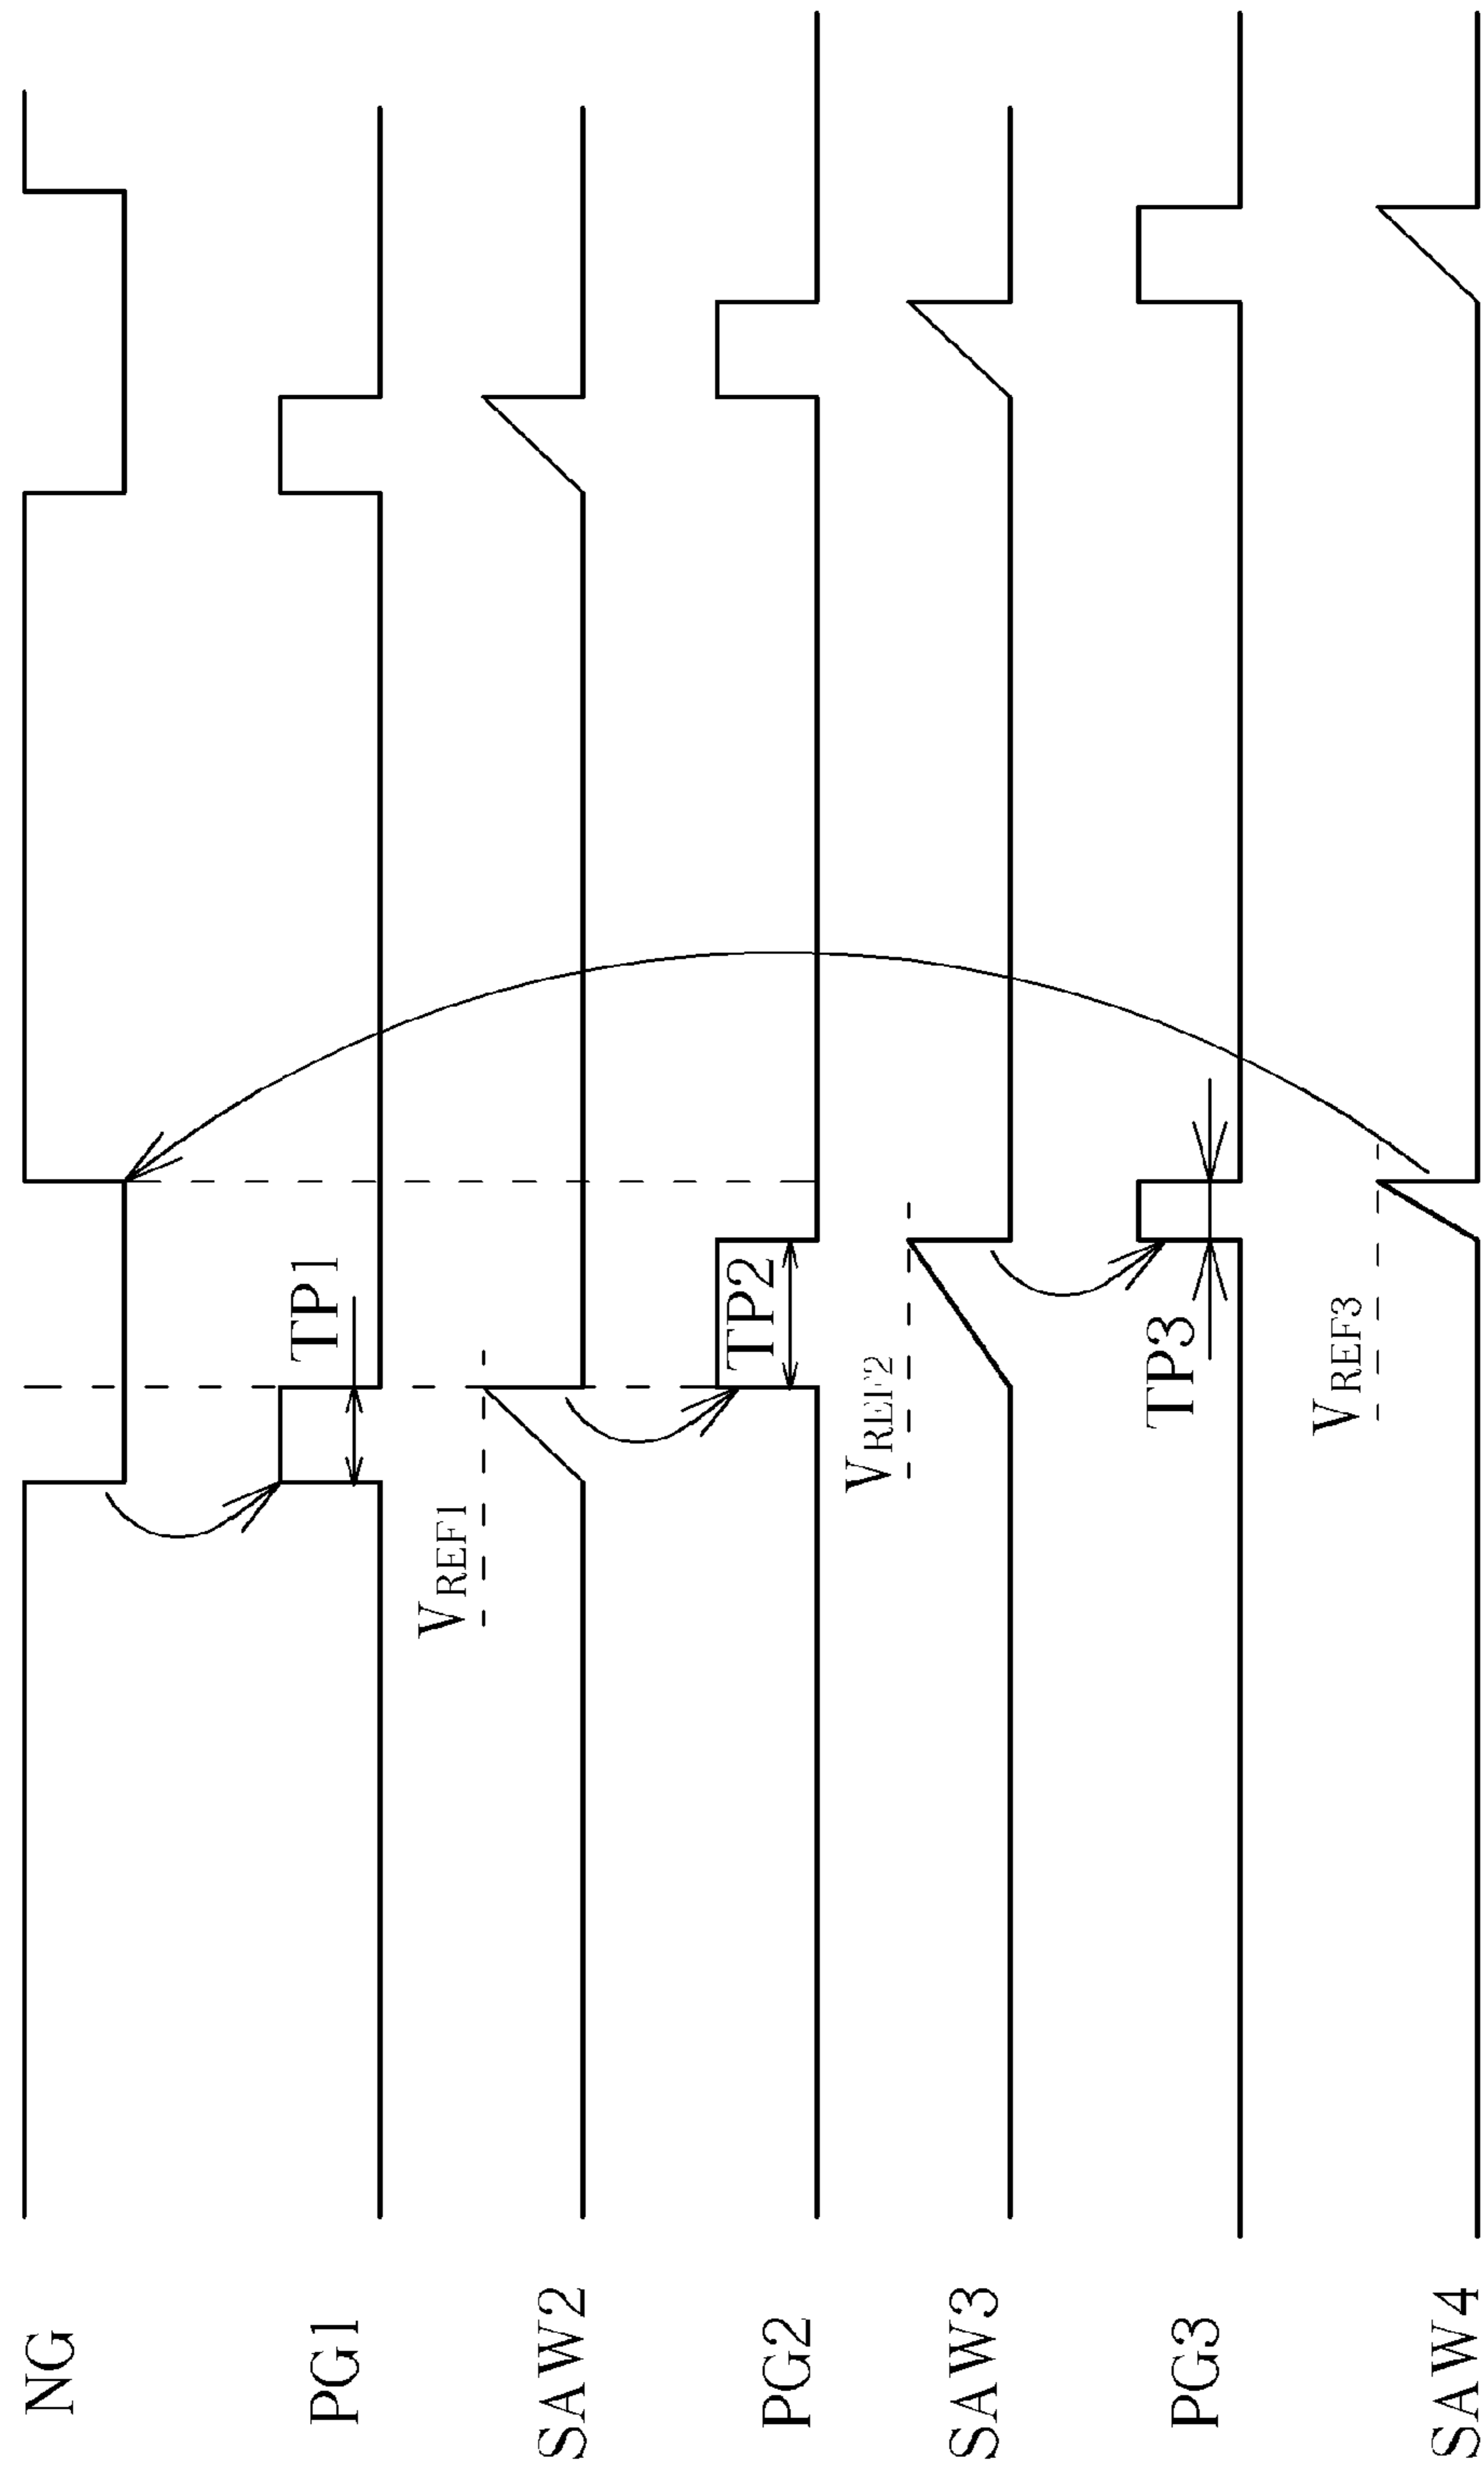 NG
PG1
TP1
SAW2
VREF1
PG2
TP2
SAW3
VREF2
PG3
TP3
SAW4
VREF3